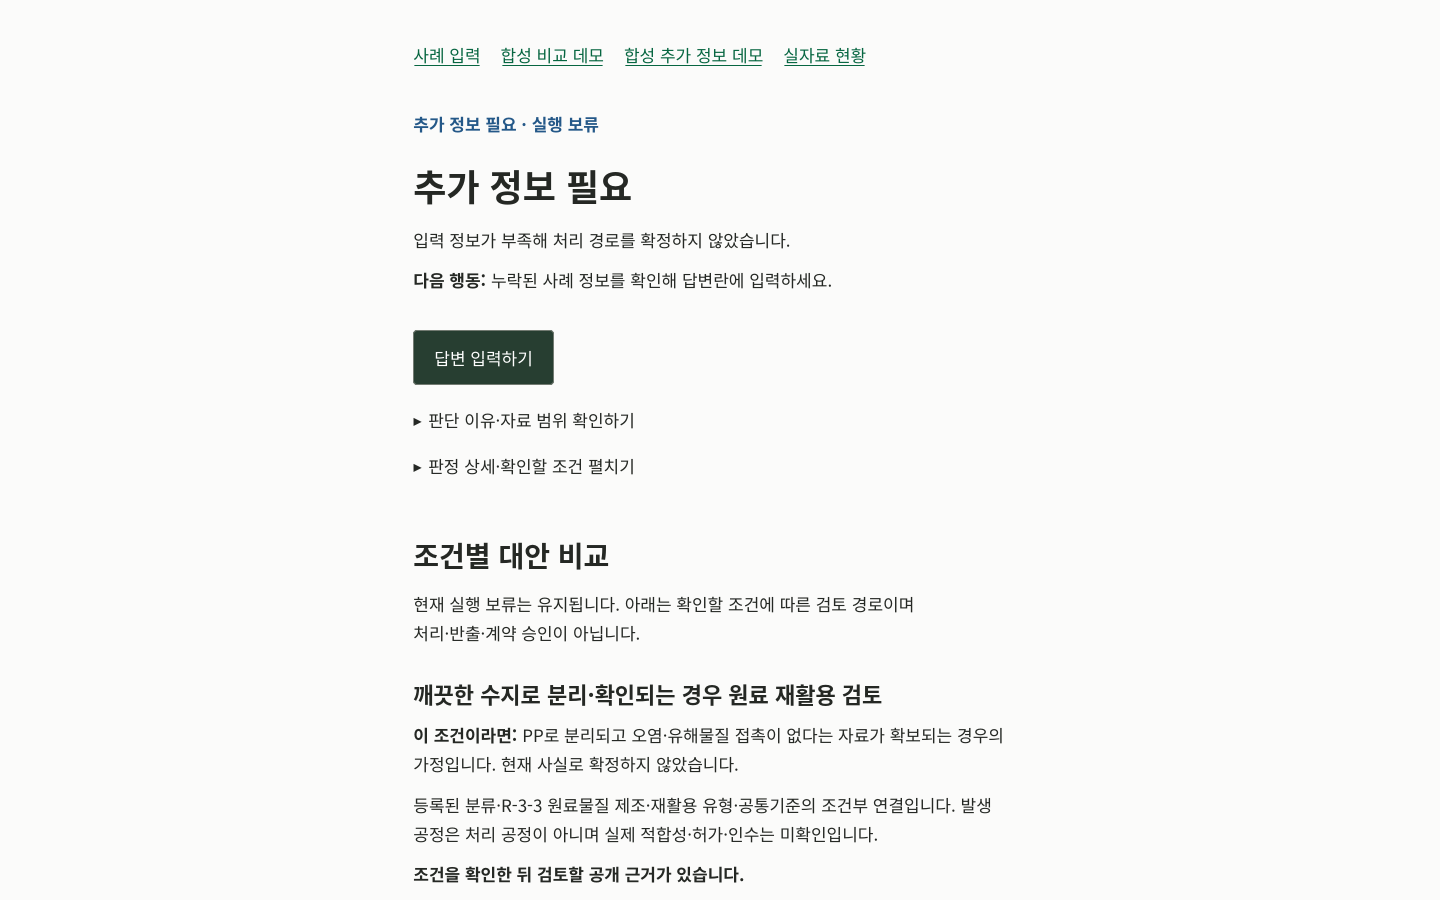 사례 입력 합성 비교 데모 합성 추가 정보 데모 실자료 현황
추가 정보 필요 · 실행 보류
추가 정보 필요
입력 정보가 부족해 처리 경로를 확정하지 않았습니다.
다음 행동: 누락된 사례 정보를 확인해 답변란에 입력하세요.
답변 입력하기
▸ 판단 이유·자료 범위 확인하기
▸ 판정 상세·확인할 조건 펼치기
조건별 대안 비교
현재 실행 보류는 유지됩니다. 아래는 확인할 조건에 따른 검토 경로이며
처리·반출·계약 승인이 아닙니다.
깨끗한 수지로 분리·확인되는 경우 원료 재활용 검토
이 조건이라면: PP로 분리되고 오염·유해물질 접촉이 없다는 자료가 확보되는 경우의
가정입니다. 현재 사실로 확정하지 않았습니다.
등록된 분류·R-3-3 원료물질 제조·재활용 유형·공통기준의 조건부 연결입니다. 발생
공정은 처리 공정이 아니며 실제 적합성·허가·인수는 미확인입니다.
조건을 확인한 뒤 검토할 공개 근거가 있습니다.